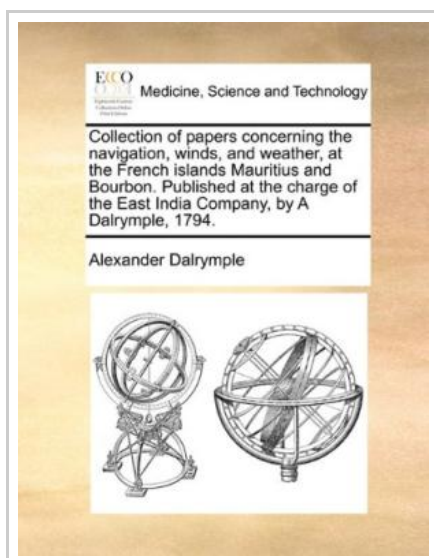 ECCO
Medicine, Science and Technology
Collection of papers concerning the
navigation, winds, and weather, at
the French islands Mauritius and
Bourbon. Published at the charge of
the East India Company, by A
Dalrymple, 1794.
Alexander Dalrymple